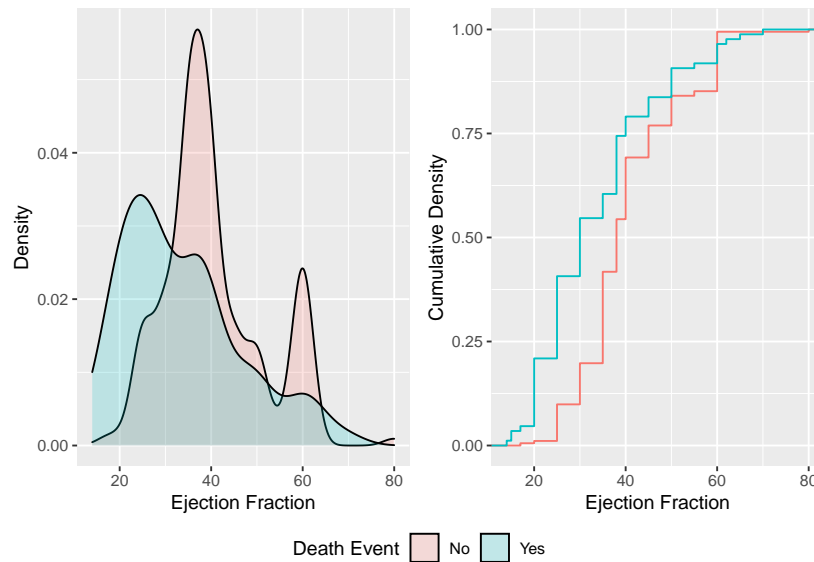 0.04
0.02
0.00
Density
20 40 60 80
Ejection Fraction
1.00
0.75
0.50
0.25
0.00
Cumulative Density
20 40 60 80
Ejection Fraction
Death Event No Yes